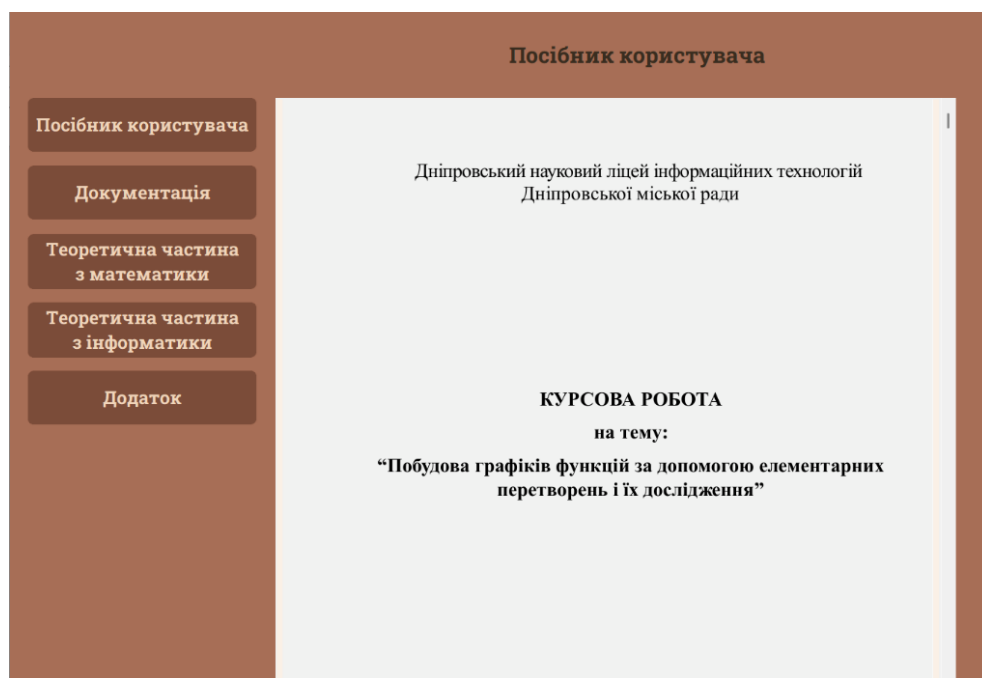 Посібник користувача
Посібник користувача
Документація
Теоретична частина
з математики
Теоретична частина
з інформатики
Додаток
Дніпровський науковий ліцей інформаційних технологій
Дніпровської міської ради
КУРСОВА РОБОТА
на тему:
“Побудова графіків функцій за допомогою елементарних
перетворень і їх дослідження”